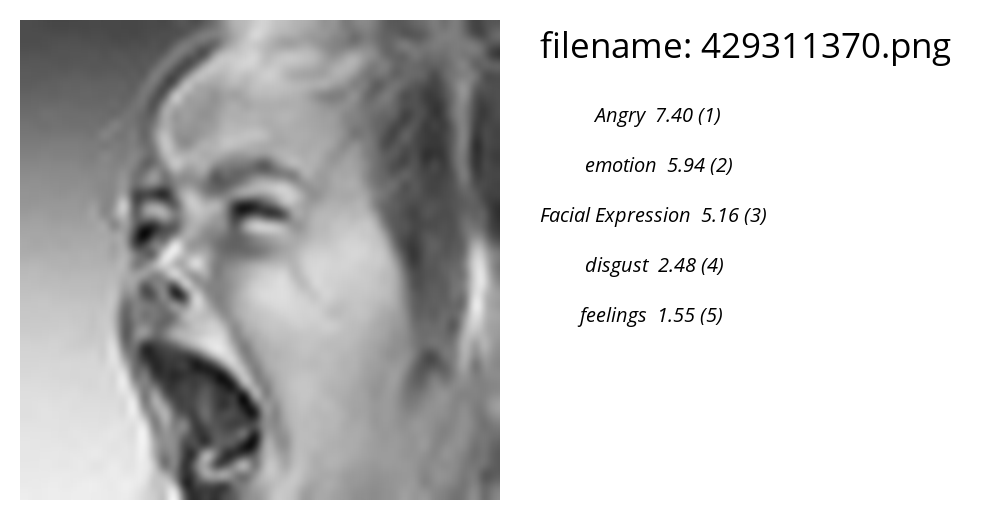 filename: 429311370.png
Angry 7.40 (1)
emotion 5.94 (2)
Facial Expression 5.16 (3)
disgust 2.48 (4)
feelings 1.55 (5)